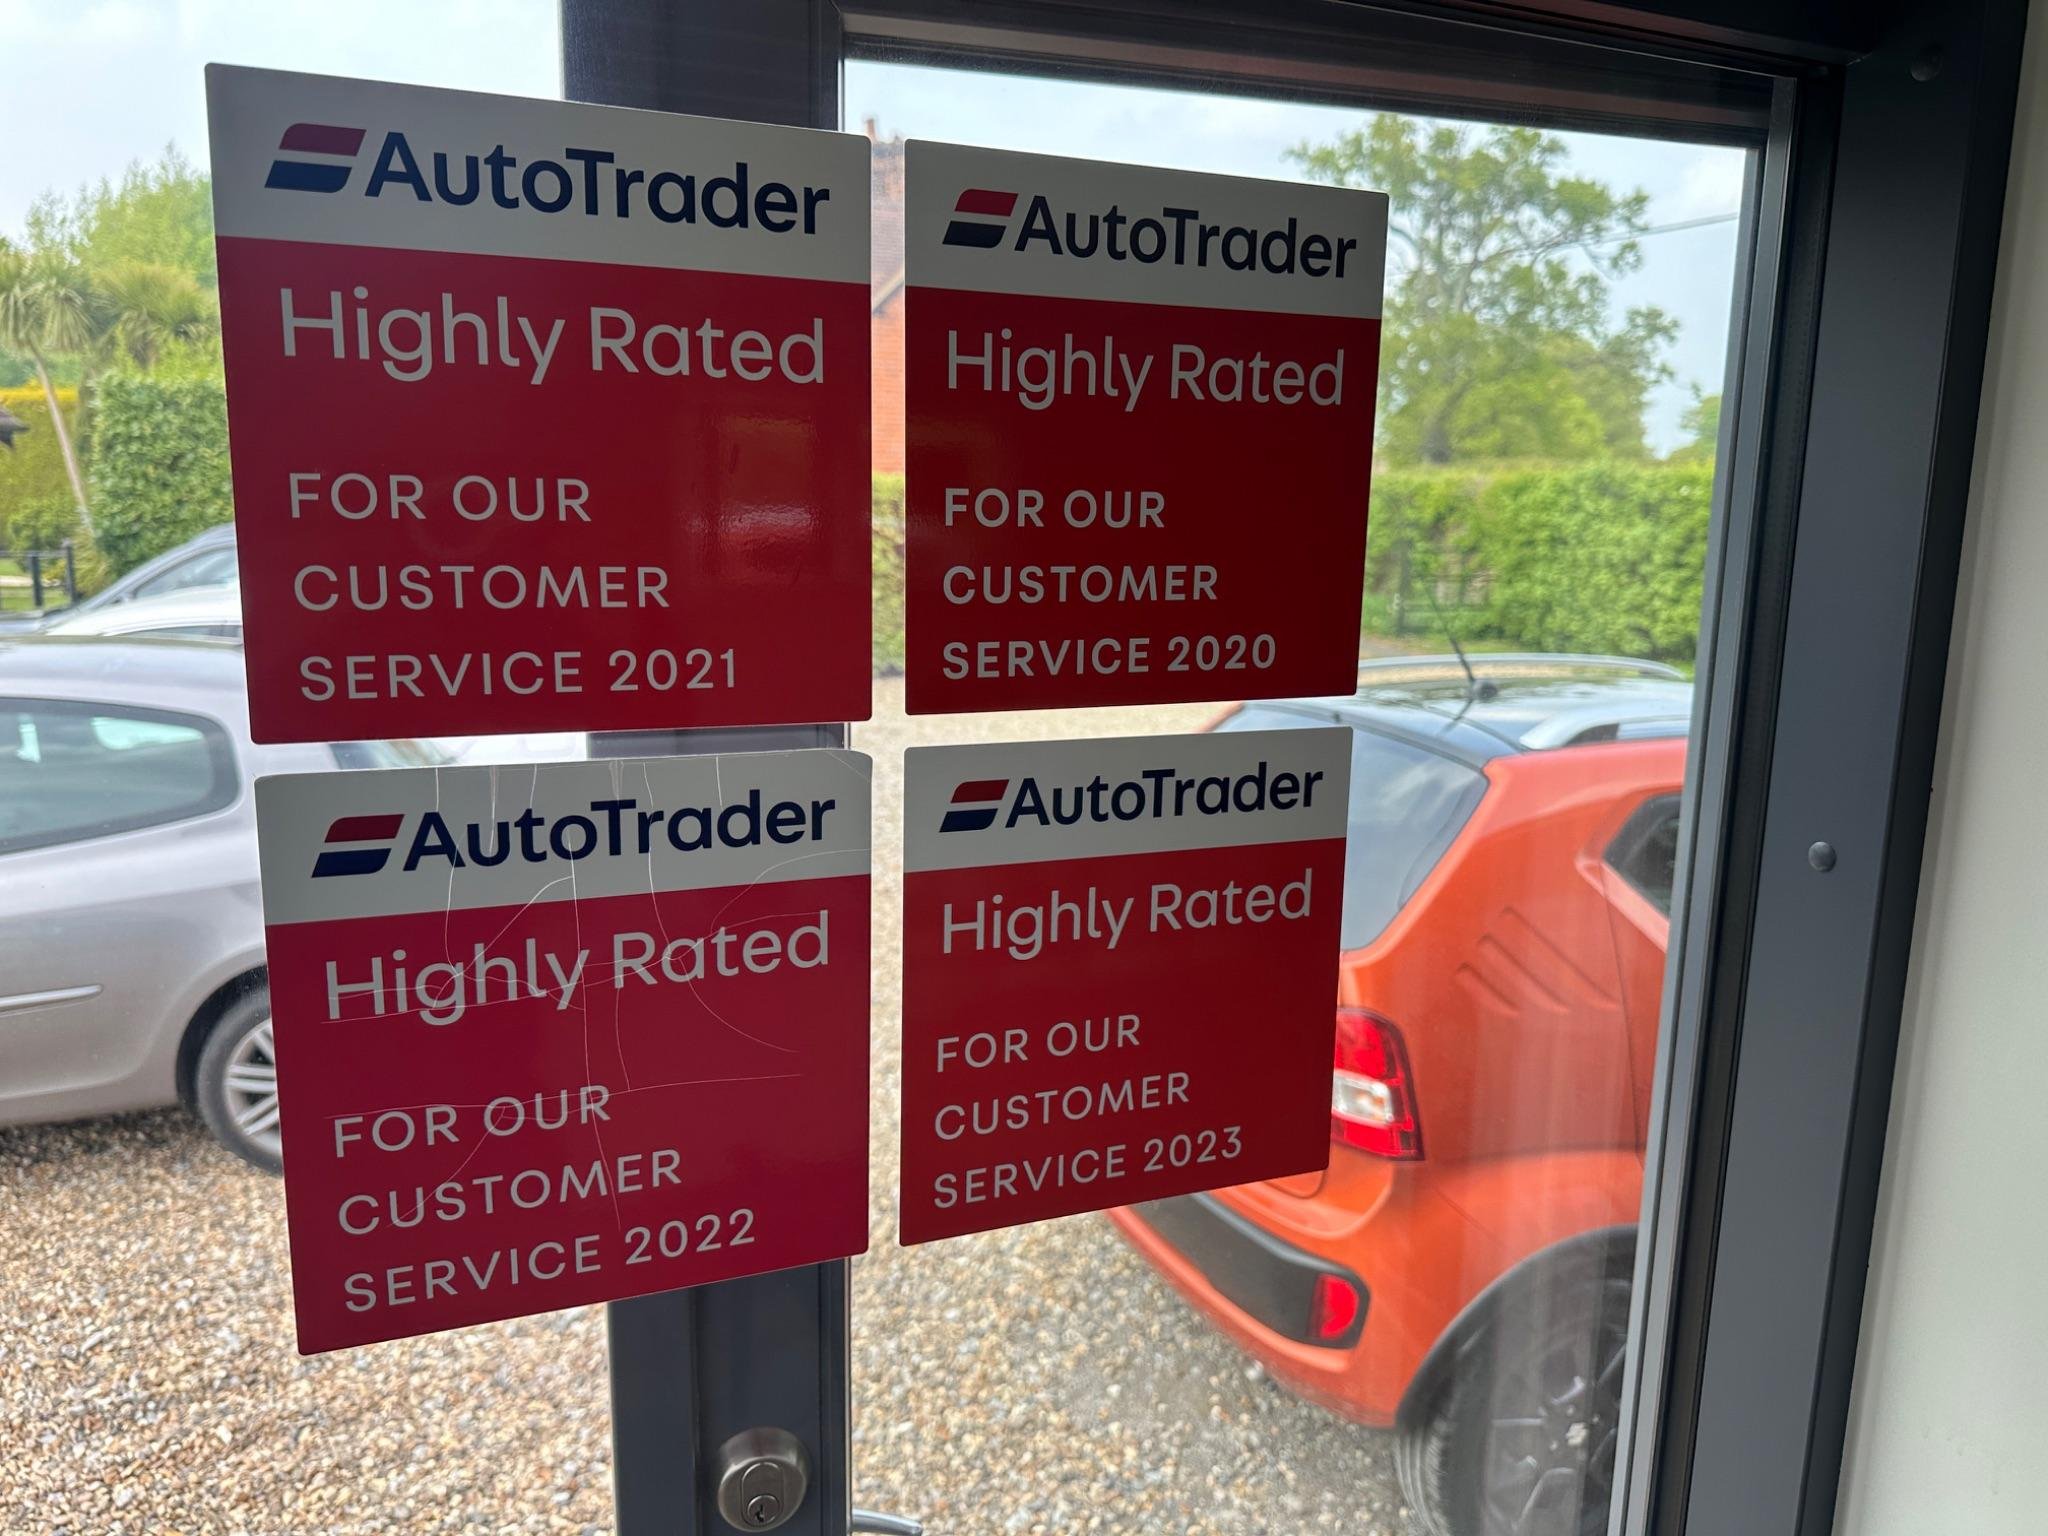 AutoTrader
Highly Rated
FOR OUR
CUSTOMER
SERVICE 2021
AutoTrader
Highly Rated
FOR OUR
CUSTOMER
SERVICE 2020
AutoTrader
Highly Rated
FOR OUR
CUSTOMER
SERVICE 2022
AutoTrader
Highly Rated
FOR OUR
CUSTOMER
SERVICE 2023